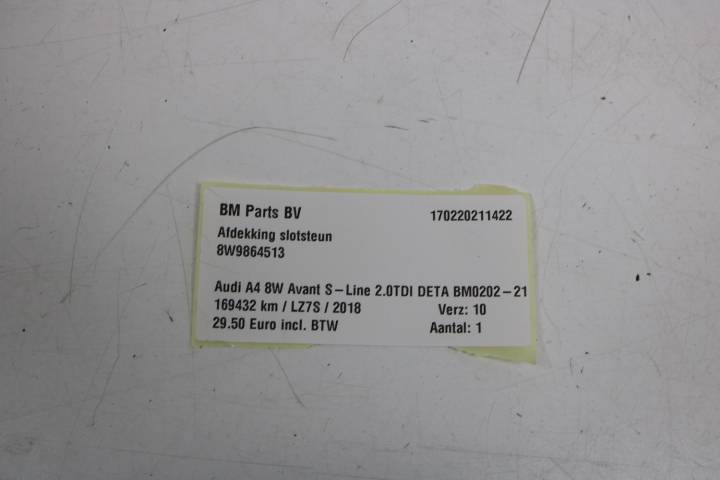 BM Parts BV 170220211422
Afdekking slotsteun
8W9864513
Audi A4 8W Avant S-Line 2.0TDI DETA BM0202-21
169432 km / LZ7S / 2018 Verz: 10
29.50 Euro incl. BTW Aantal: 1